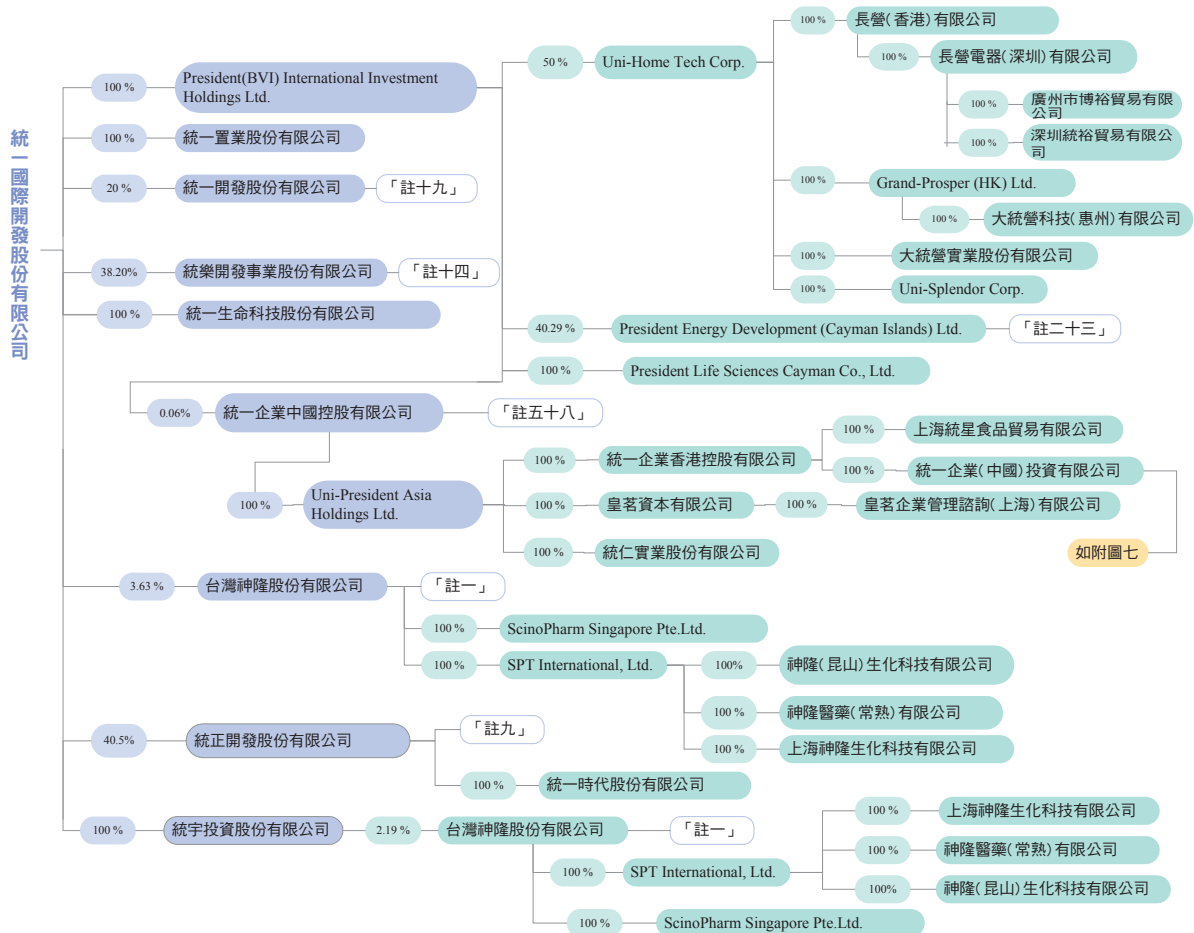 統一國際開發股份有限公司
100 %
President(BVI) International Investment
Holdings Ltd.
50 %
Uni-Home Tech Corp.
100 %
長營(香港)有限公司
100 %
長營電器(深圳)有限公司
100 %
廣州市博裕貿易有限
公司
100 %
深圳統裕貿易有限公
司
100 %
Grand-Prosper (HK) Ltd.
100 %
大統營科技(惠州)有限公司
100 %
大統營實業股份有限公司
100 %
Uni-Splendor Corp.
40.29 %
President Energy Development (Cayman Islands) Ltd.
「註二十三」
100 %
President Life Sciences Cayman Co., Ltd.
100 %
統一置業股份有限公司
20 %
統一開發股份有限公司
「註十九」
38.20%
統樂開發事業股份有限公司
「註十四」
100 %
統一生命科技股份有限公司
0.06%
統一企業中國控股有限公司
「註五十八」
100 %
Uni-President Asia
Holdings Ltd.
100 %
統一企業香港控股有限公司
100 %
上海統星食品貿易有限公司
100 %
統一企業(中國)投資有限公司
如附圖七
100 %
皇茗資本有限公司
100 %
皇茗企業管理諮詢(上海)有限公司
100 %
統仁實業股份有限公司
3.63 %
台灣神隆股份有限公司
「註一」
100 %
ScinoPharm Singapore Pte.Ltd.
100 %
SPT International, Ltd.
100%
神隆(昆山)生化科技有限公司
100 %
神隆醫藥(常熟)有限公司
100 %
上海神隆生化科技有限公司
40.5%
統正開發股份有限公司
「註九」
100 %
統一時代股份有限公司
100 %
統宇投資股份有限公司
2.19 %
台灣神隆股份有限公司
「註一」
100 %
SPT International, Ltd.
100 %
上海神隆生化科技有限公司
100 %
神隆醫藥(常熟)有限公司
100%
神隆(昆山)生化科技有限公司
100 %
ScinoPharm Singapore Pte.Ltd.